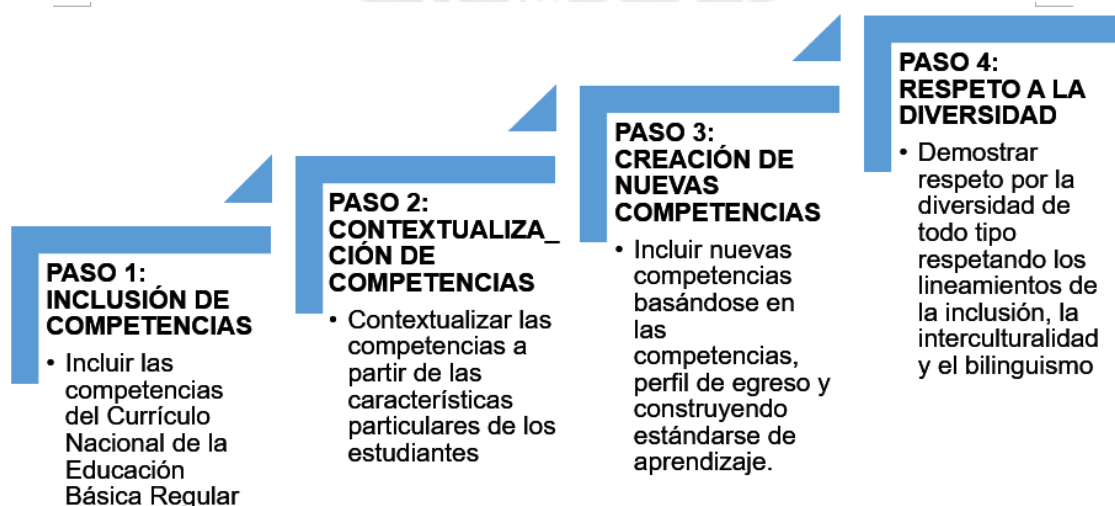 PASO 1:
INCLUSIÓN DE
COMPETENCIAS
• Incluir las
competencias
del Currículo
Nacional de la
Educación
Básica Regular
PASO 2:
CONTEXTUALIZA_
CIÓN DE
COMPETENCIAS
• Contextualizar las
competencias a
partir de las
características
particulares de los
estudiantes
PASO 3:
CREACIÓN DE
NUEVAS
COMPETENCIAS
• Incluir nuevas
competencias
basándose en
las
competencias,
perfil de egreso y
construyendo
estándarse de
aprendizaje.
PASO 4:
RESPETO A LA
DIVERSIDAD
• Demostrar
respeto por la
diversidad de
todo tipo
respetando los
lineamientos de
la inclusión, la
interculturalidad
y el bilinguismo